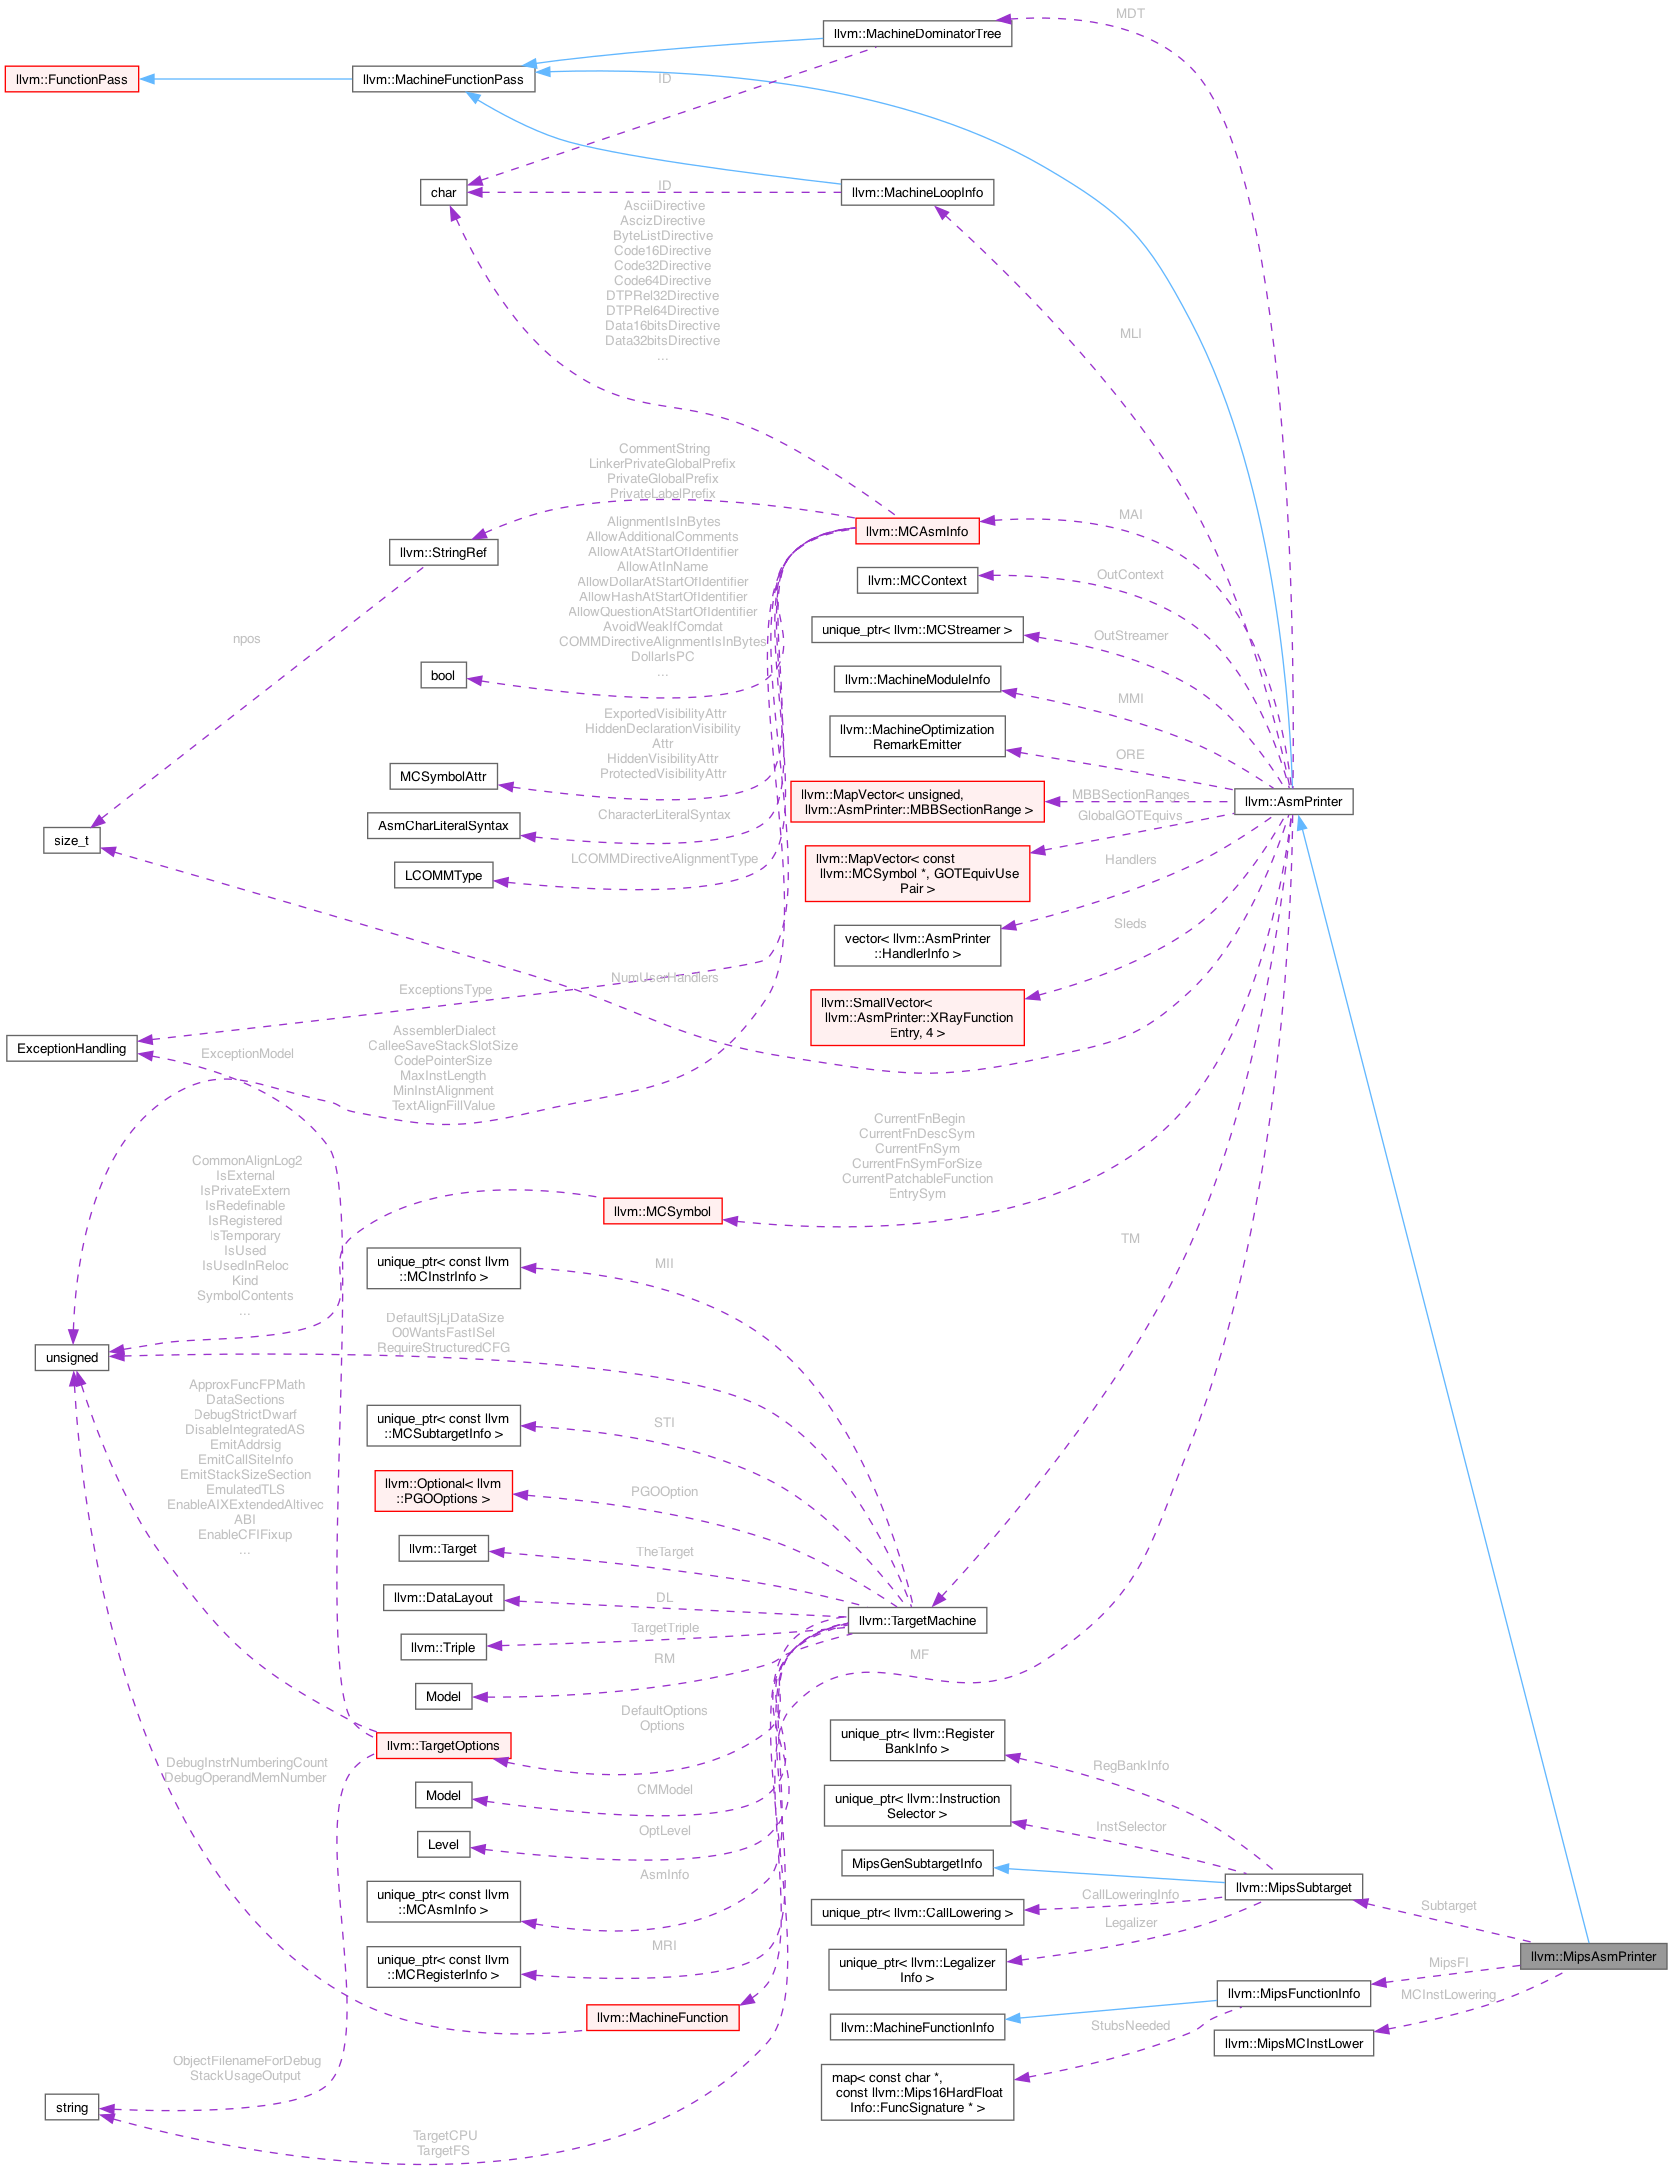 MDT
llvm::MachineDominatorTree
llvm::FunctionPass
llvm::MachineFunctionPass
ID
char
ID
llvm::MachineLoopInfo
AsciiDirective
AscizDirective
ByteListDirective
Code16Directive
Code32Directive
Code64Directive
DTPRel32Directive
DTPRel64Directive
Data16bitsDirective
Data32bitsDirective
...
MLI
CommentString
LinkerPrivateGlobalPrefix
PrivateGlobalPrefix
PrivateLabelPrefix
llvm::MCAsmInfo
MAI
llvm::StringRef
AlignmentIsInBytes
AllowAdditionalComments
AllowAtAtStartOfIdentifier
AllowAtInName
AllowDollarAtStartOfIdentifier
AllowHashAtStartOfIdentifier
AllowQuestionAtStartOfIdentifier
AvoidWeakIfComdat
COMMDirectiveAlignmentIsInBytes
DollarIsPC
...
llvm::MCContext
OutContext
npos
unique_ptr< llvm::MCStreamer >
OutStreamer
bool
llvm::MachineModuleInfo
MMI
ExportedVisibilityAttr
HiddenDeclarationVisibility
Attr
HiddenVisibilityAttr
ProtectedVisibilityAttr
llvm::MachineOptimization
RemarkEmitter
ORE
MCSymbolAttr
llvm::MapVector< unsigned,
llvm::AsmPrinter::MBBSectionRange >
MBBSectionRanges
llvm::AsmPrinter
AsmCharLiteralSyntax
CharacterLiteralSyntax
GlobalGOTEquivs
size_t
LCOMMType
LCOMMDirectiveAlignmentType
llvm::MapVector< const
llvm::MCSymbol *, GOTEquivUse
Pair >
Handlers
vector< llvm::AsmPrinter
::HandlerInfo >
Sleds
NumUserHandlers
ExceptionsType
llvm::SmallVector<
llvm::AsmPrinter::XRayFunction
Entry, 4 >
ExceptionHandling
ExceptionModel
AssemblerDialect
CalleeSaveStackSlotSize
CodePointerSize
MaxInstLength
MinInstAlignment
TextAlignFillValue
CurrentFnBegin
CurrentFnDescSym
CurrentFnSym
CurrentFnSymForSize
CurrentPatchableFunction
EntrySym
CommonAlignLog2
IsExternal
IsPrivateExtern
IsRedefinable
IsRegistered
IsTemporary
IsUsed
IsUsedInReloc
Kind
SymbolContents
...
llvm::MCSymbol
TM
unique_ptr< const llvm
::MCInstrInfo >
MII
DefaultSjLjDataSize
O0WantsFastISel
RequireStructuredCFG
unsigned
ApproxFuncFPMath
DataSections
DebugStrictDwarf
DisableIntegratedAS
EmitAddrsig
EmitCallSiteInfo
EmitStackSizeSection
EmulatedTLS
EnableAIXExtendedAltivec
ABI
EnableCFIFixup
...
unique_ptr< const llvm
::MCSubtargetInfo >
STI
llvm::Optional< llvm
::PGOOptions >
PGOOption
llvm::Target
TheTarget
llvm::DataLayout
DL
llvm::TargetMachine
llvm::Triple
TargetTriple
MF
Model
RM
DefaultOptions
Options
llvm::TargetOptions
DebugInstrNumberingCount
DebugOperandMemNumber
Model
CMModel
Level
OptLevel
unique_ptr< const llvm
::MCAsmInfo >
AsmInfo
unique_ptr< const llvm
::MCRegisterInfo >
MRI
llvm::MachineFunction
unique_ptr< llvm::Register
BankInfo >
RegBankInfo
unique_ptr< llvm::Instruction
Selector >
InstSelector
MipsGenSubtargetInfo
llvm::MipsSubtarget
unique_ptr< llvm::CallLowering >
CallLoweringInfo
Subtarget
Legalizer
unique_ptr< llvm::Legalizer
Info >
llvm::MipsAsmPrinter
MipsFI
llvm::MipsFunctionInfo
MCInstLowering
llvm::MachineFunctionInfo
StubsNeeded
llvm::MipsMCInstLower
map< const char *,
const llvm::Mips16HardFloat
Info::FuncSignature * >
ObjectFilenameForDebug
StackUsageOutput
string
TargetCPU
TargetFS